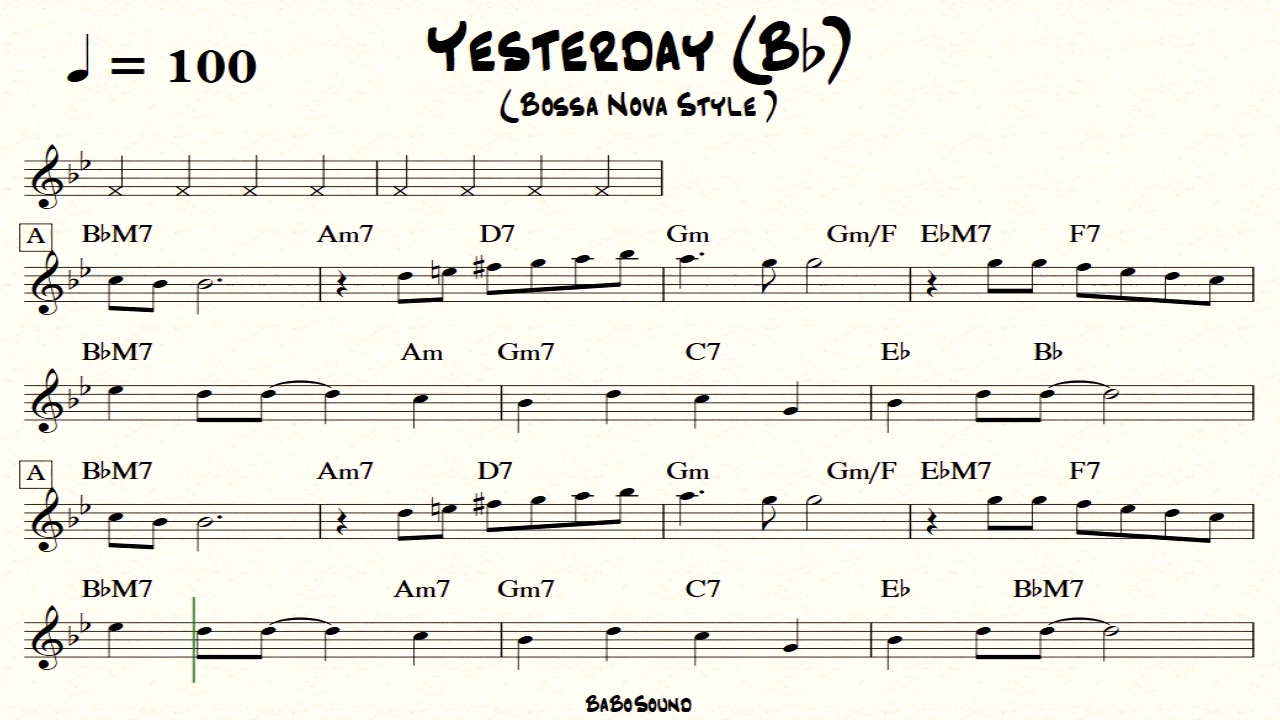 ♩ = 100
YESTERDAY (B♭)
(BOSSA NOVA STYLE)
A B♭M7 Am7 D7 Gm Gm/F E♭M7 F7
B♭M7 Am Gm7 C7 E♭ B♭
A B♭M7 Am7 D7 Gm Gm/F E♭M7 F7
B♭M7 Am7 Gm7 C7 E♭ B♭M7
BABOSOUND